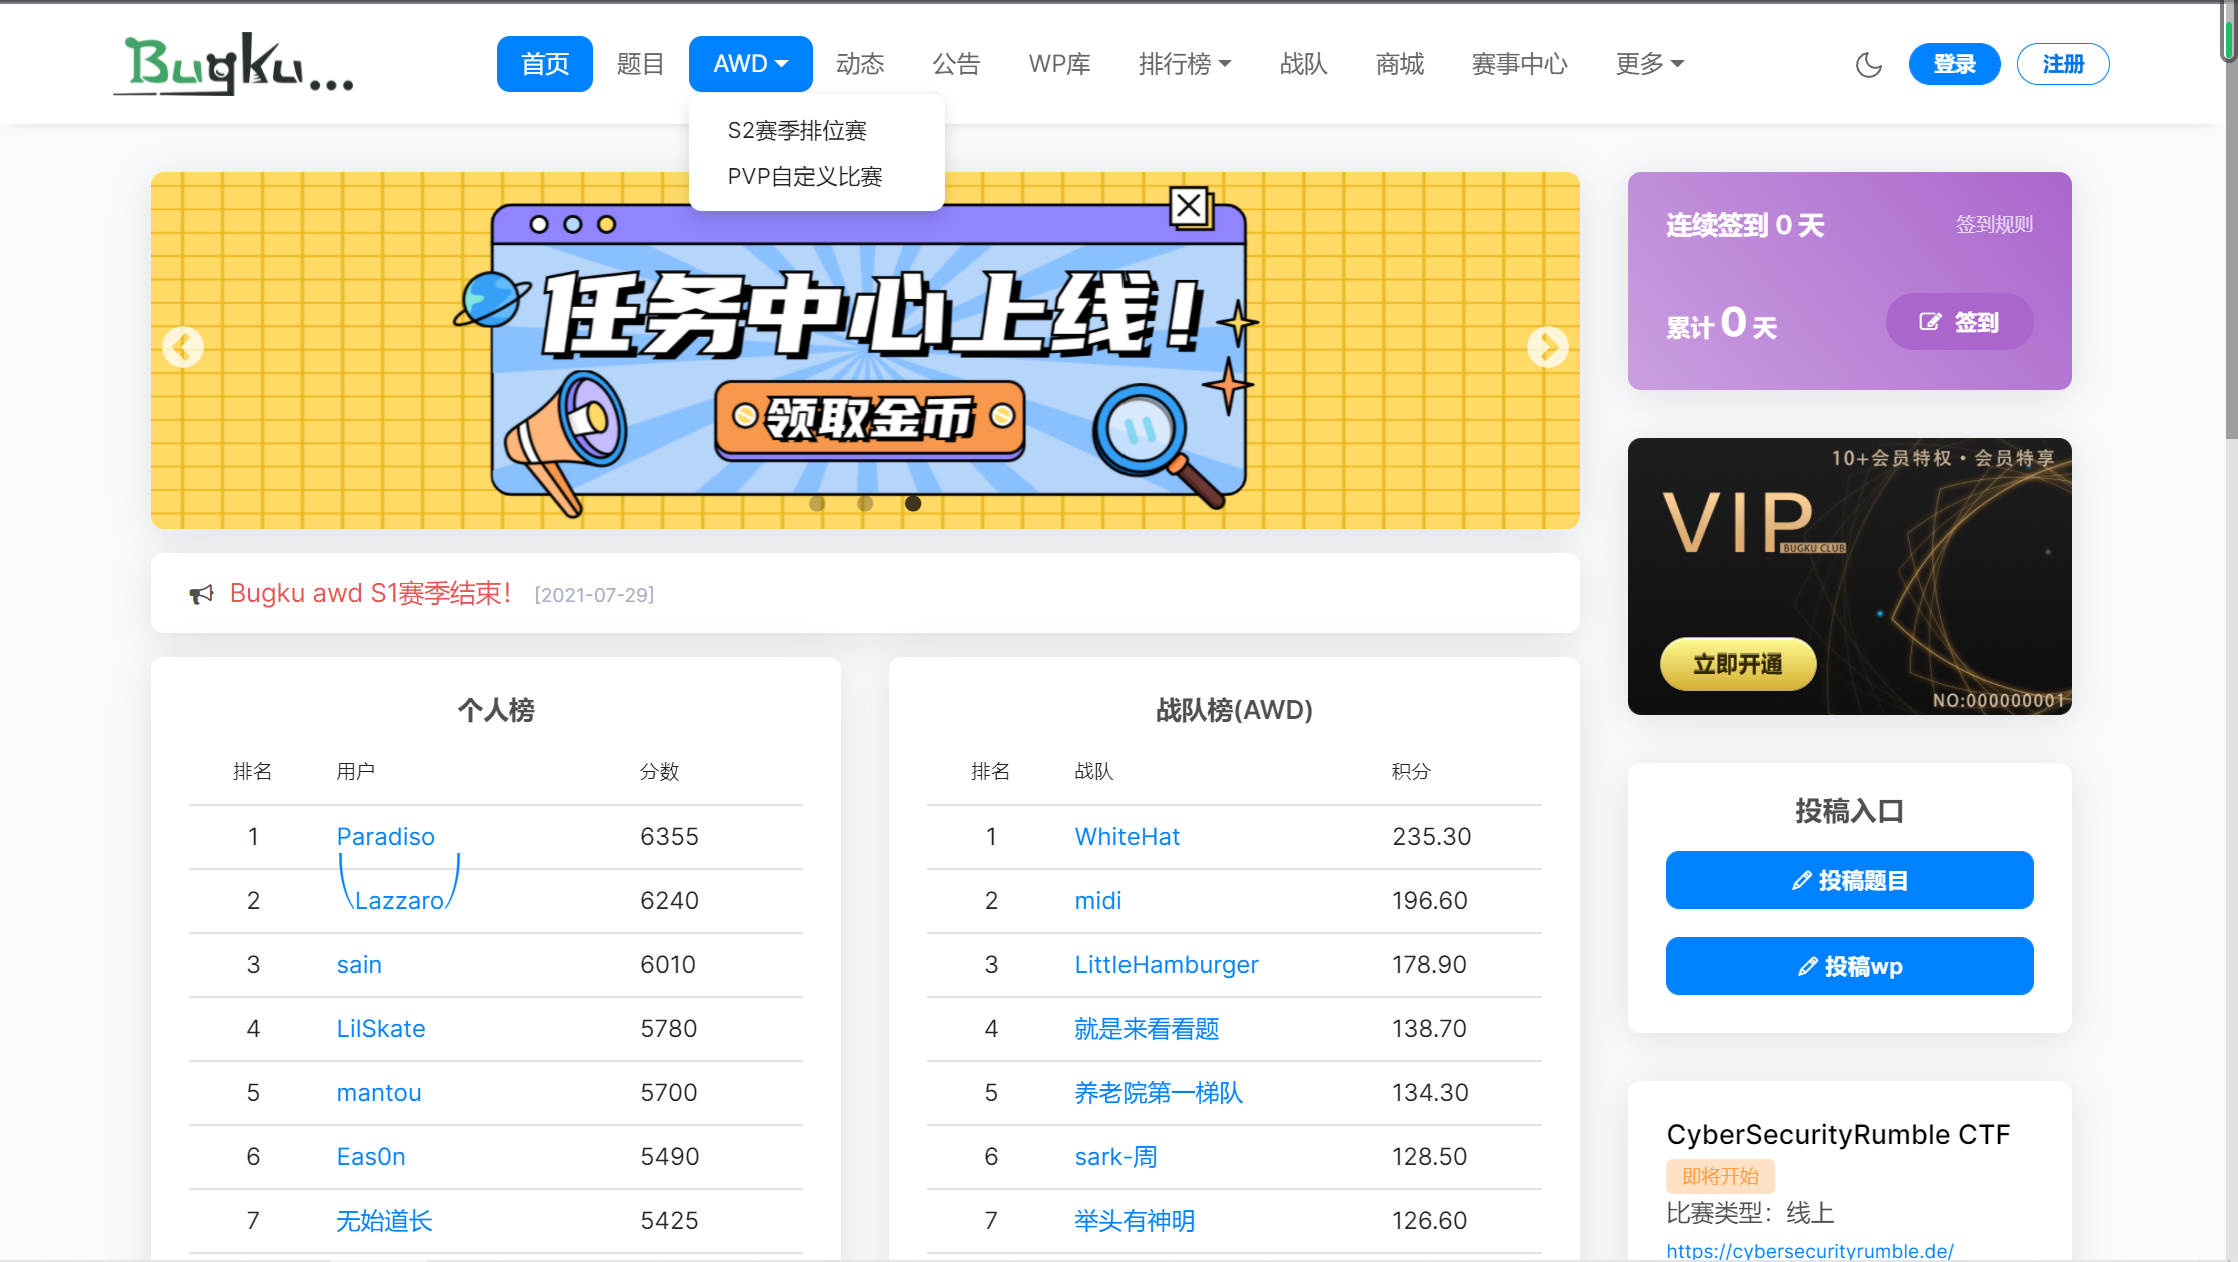 Bugku...
首页 题目 AWD 动态 公告 WP库 排行榜 战队 商城 赛事中心 更多 登录 注册
S2赛季排位赛
PVP自定义比赛
任务中心上线!
领取金币
连续签到 0 天 签到规则
累计 0 天 签到
10+会员特权・会员特享
VIP
BUGKU CLUB
立即开通
NO:000000001
Bugku awd S1赛季结束! [2021-07-29]
个人榜
排名 用户 分数
1 Paradiso 6355
2 \Lazzaro/ 6240
3 sain 6010
4 LilSkate 5780
5 mantou 5700
6 Eas0n 5490
7 无始道长 5425
战队榜(AWD)
排名 战队 积分
1 WhiteHat 235.30
2 midi 196.60
3 LittleHamburger 178.90
4 就是来看看题 138.70
5 养老院第一梯队 134.30
6 sark-周 128.50
7 举头有神明 126.60
投稿入口
投稿题目
投稿wp
CyberSecurityRumble CTF
即将开始
比赛类型：线上
https://cybersecurityrumble.de/